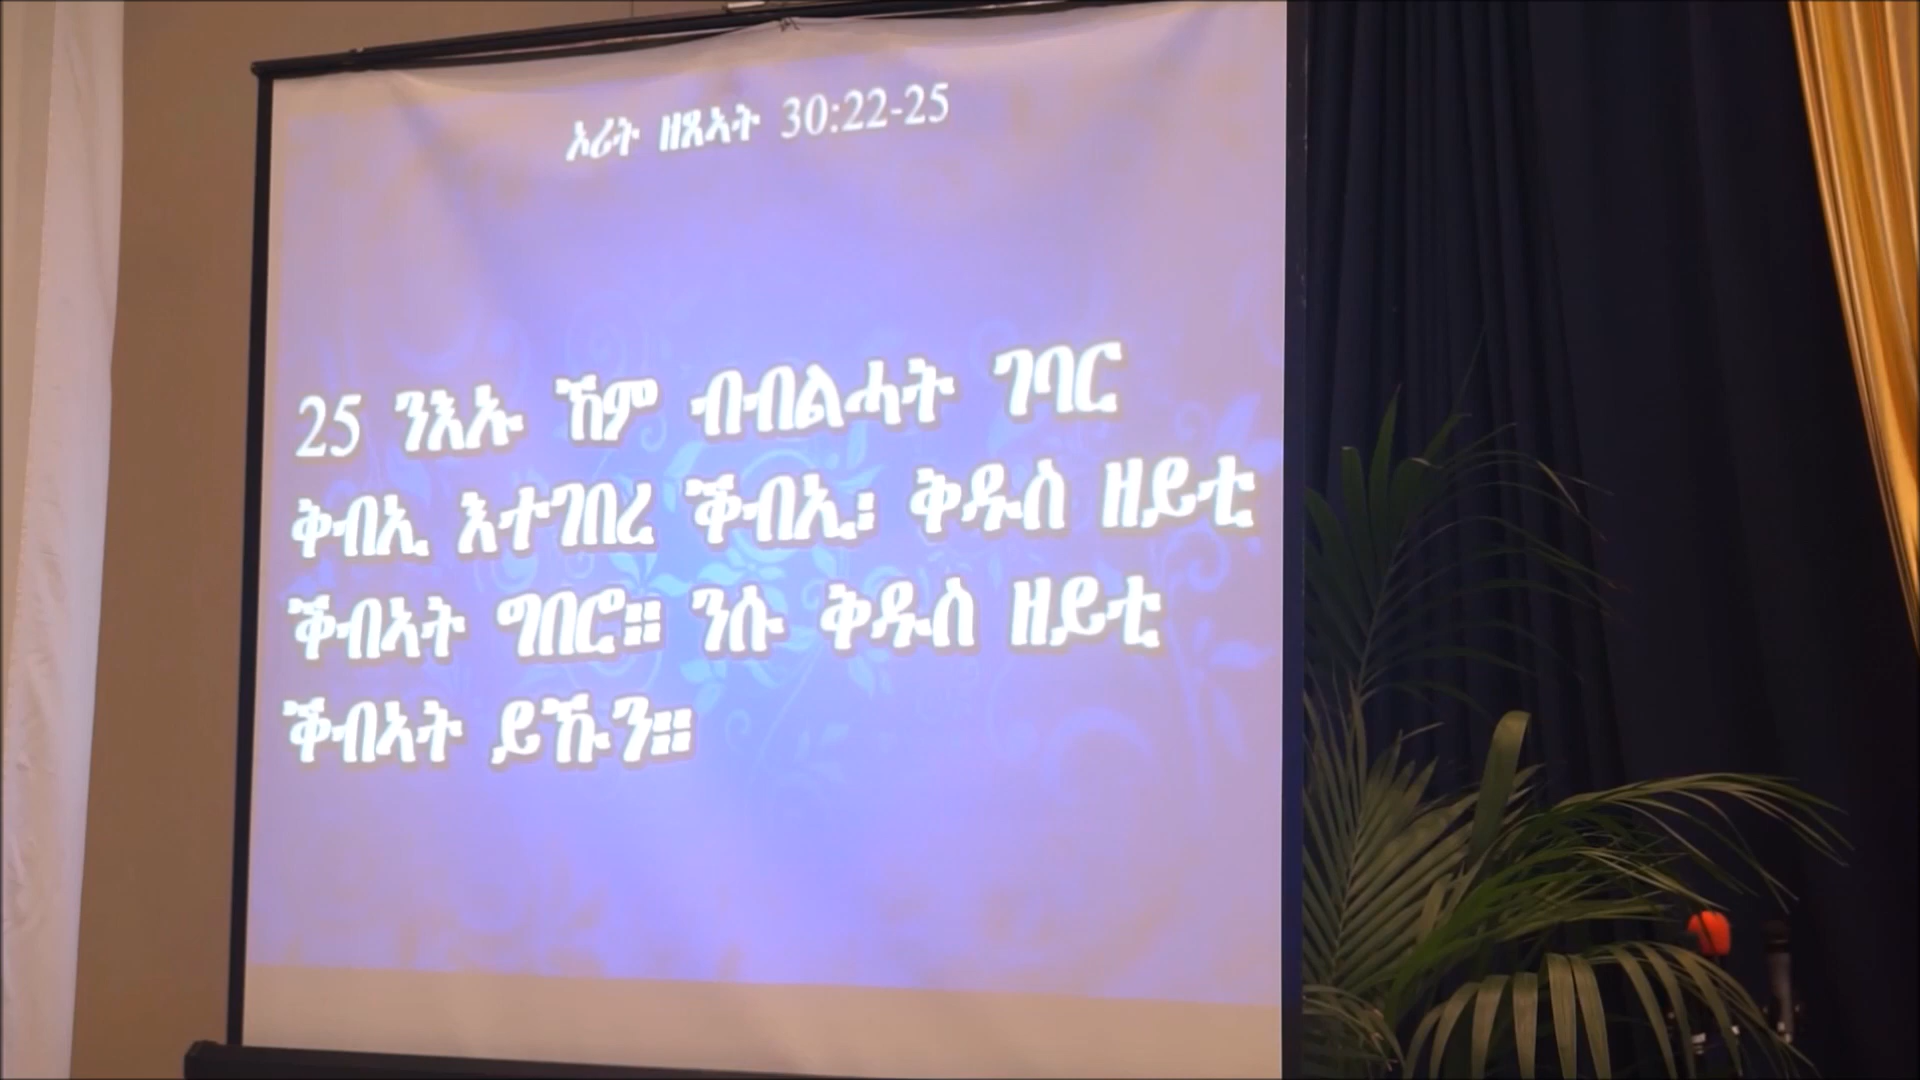 ኦሪት ዘጸኣት 30:22-25
25 ንእኡ ኸም ብብልሓት ገባር
ቅብኢ እተገበረ ቕብኢ፡ ቅዱስ ዘይቲ
ቕብኣት ግበሮ። ንሱ ቅዱስ ዘይቲ
ቕብኣት ይኹን።